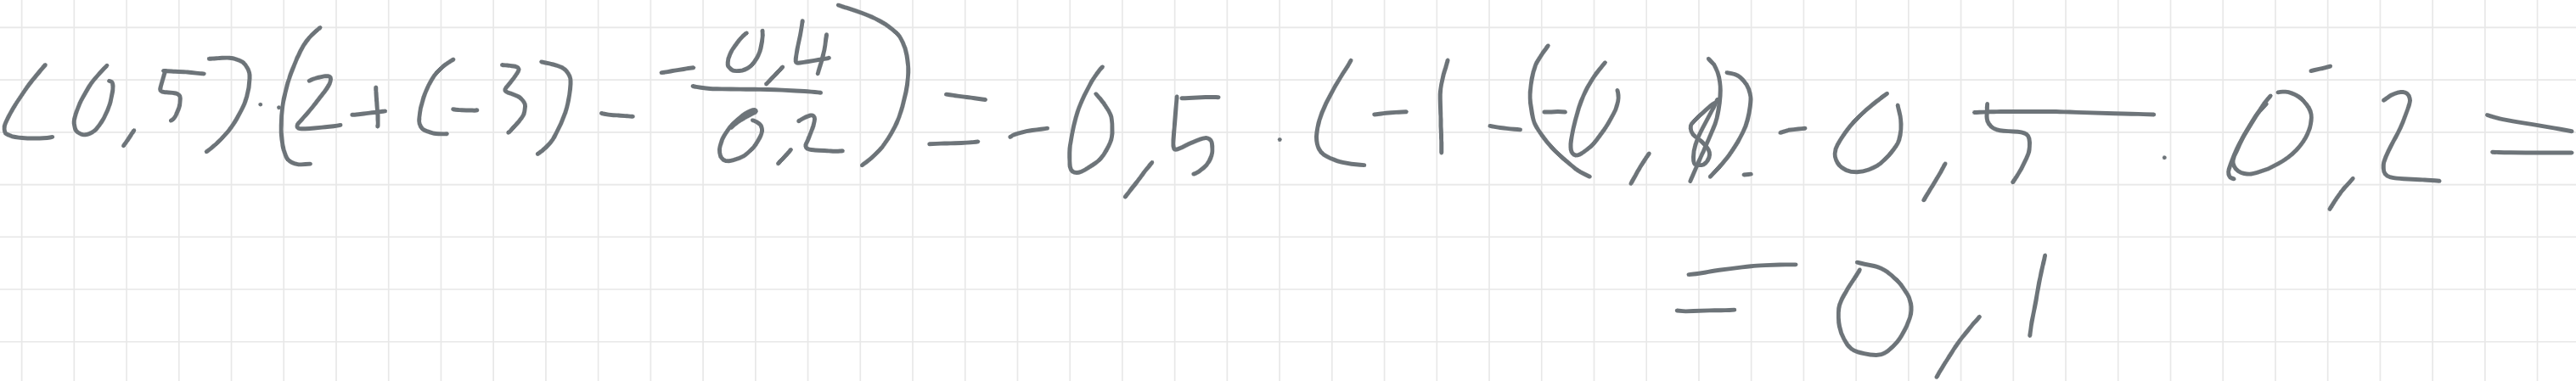 (0,5) · (2 + (-3) - -0,4/0,2) = -0,5 · (-1 - (-0,8)) = -0,5 · -0,2 =
= 0,1